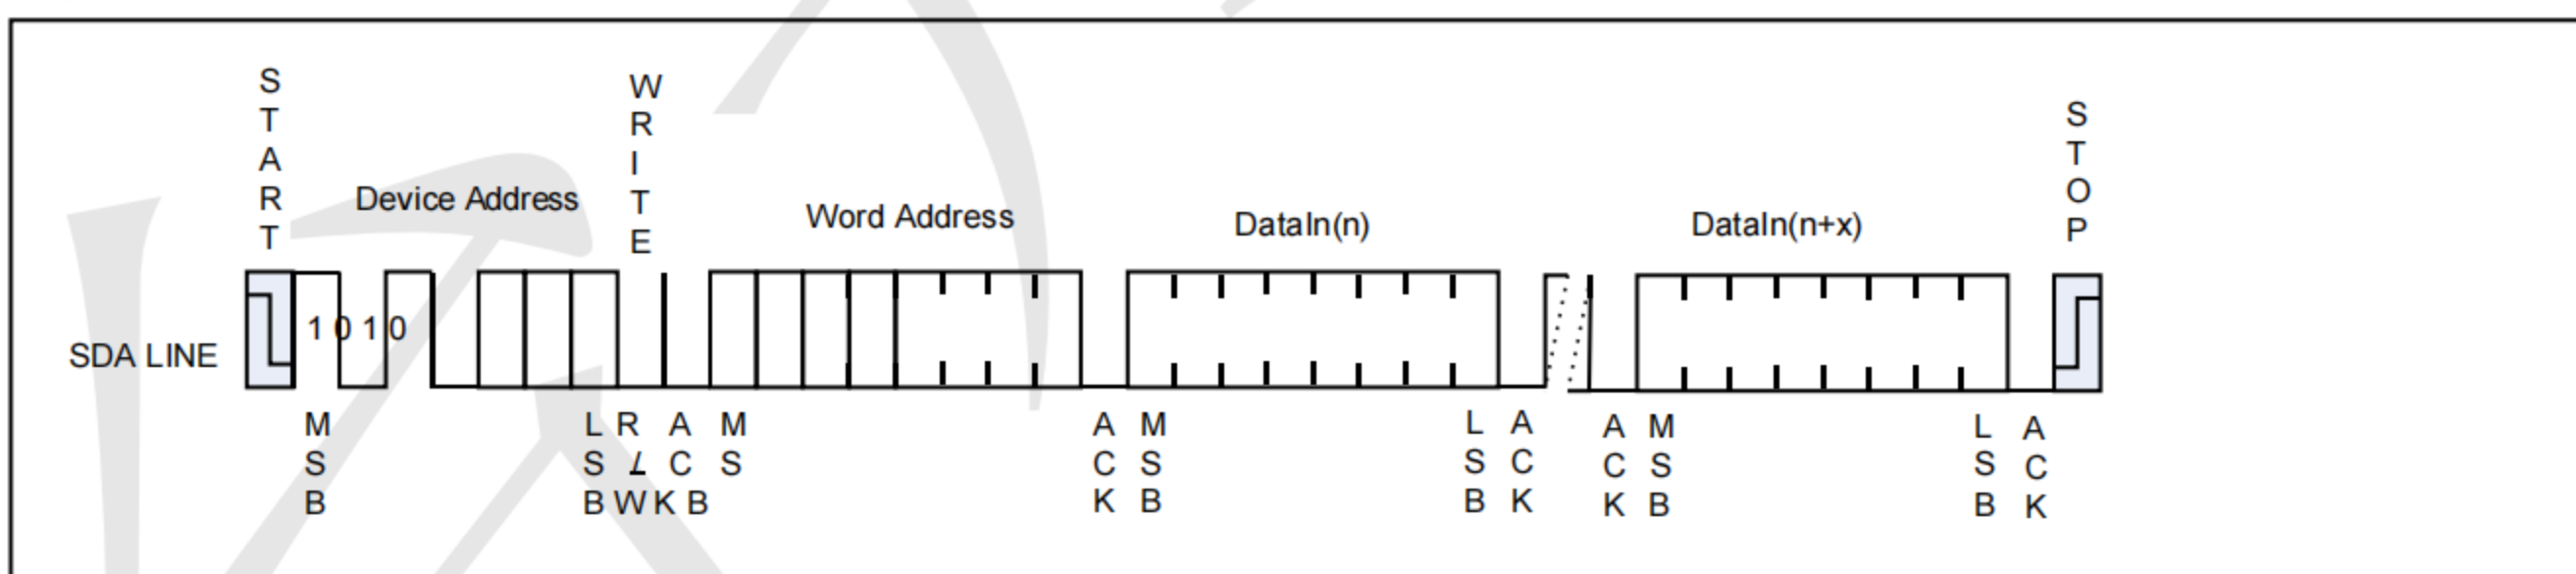 START
WRITE
STOP
Device Address
Word Address
DataIn(n)
DataIn(n+x)
SDA LINE
1 0 1 0
MSB
LSB
R/W
ACK
MSB
ACK
MSB
LSB
ACK
ACK
MSB
LSB
ACK